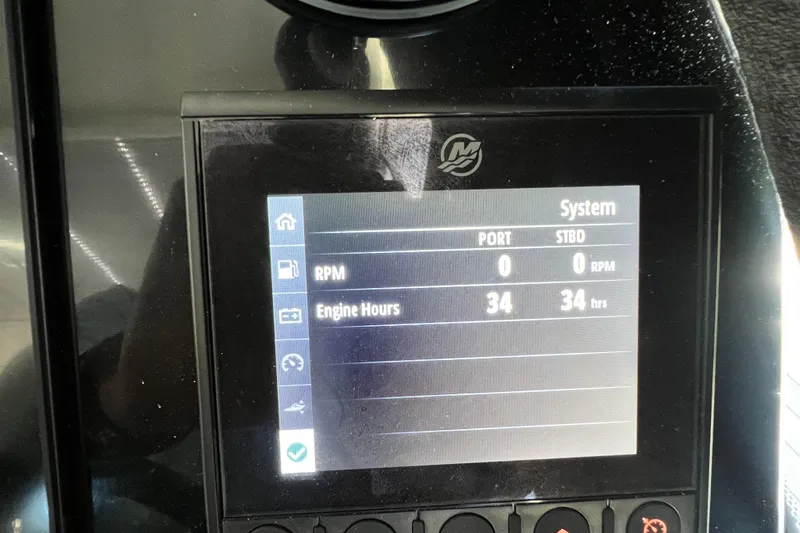 System
PORT STBD
RPM 0 0 RPM
Engine Hours 34 34 hrs